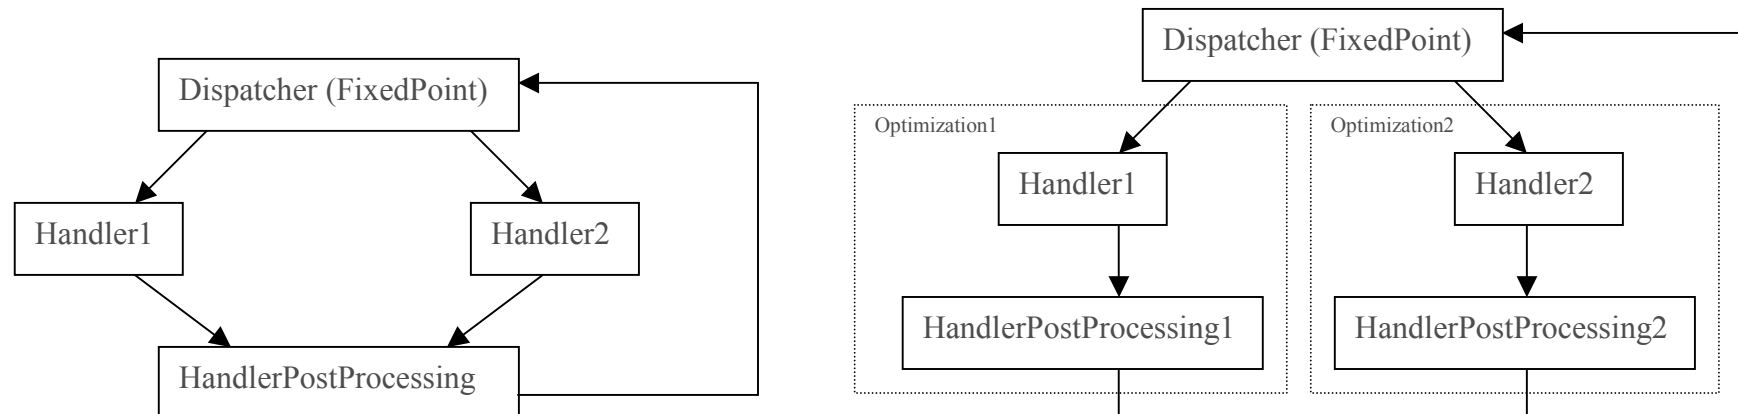 Dispatcher (FixedPoint)
Handler1
Handler2
HandlerPostProcessing
Dispatcher (FixedPoint)
Optimization1
Optimization2
Handler1
Handler2
HandlerPostProcessing1
HandlerPostProcessing2